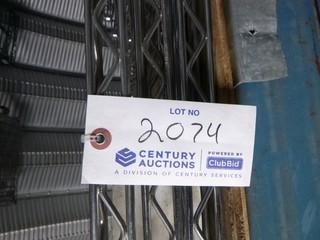 LOT NO
2074
CENTURY AUCTIONS
POWERED BY
ClubBid
A DIVISION OF CENTURY SERVICES